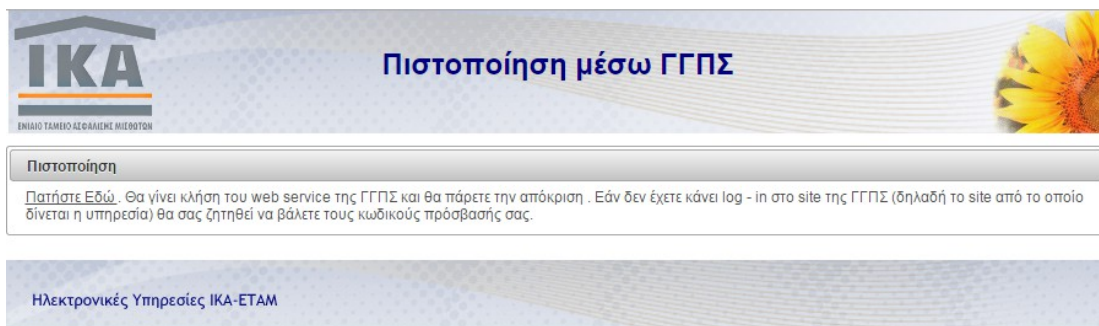 ΙΚΑ
ΕΝΙΑΙΟ ΤΑΜΕΙΟ ΑΣΦΑΛΙΣΗΣ ΜΙΣΘΩΤΩΝ
Πιστοποίηση μέσω ΓΓΠΣ
Πιστοποίηση
Πατήστε Εδώ . Θα γίνει κλήση του web service της ΓΓΠΣ και θα πάρετε την απόκριση . Εάν δεν έχετε κάνει log - in στο site της ΓΓΠΣ (δηλαδή το site από το οποίο
δίνεται η υπηρεσία) θα σας ζητηθεί να βάλετε τους κωδικούς πρόσβασής σας.
Ηλεκτρονικές Υπηρεσίες ΙΚΑ-ΕΤΑΜ